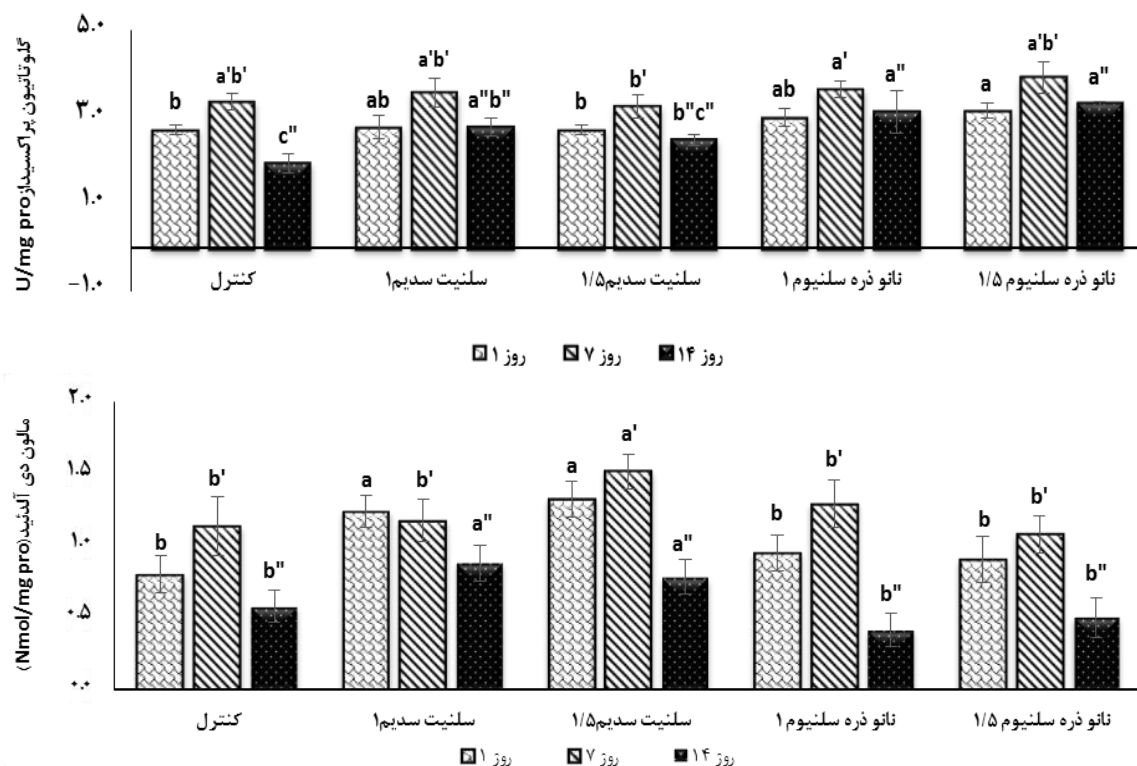 گلوتاتیون پراکسیداز U/mg pro
۵.۰
۳.۰
۱.۰
-۱.۰
b a'b' c"
ab a'b' a"b"
b b' b"c"
ab a' a"
a a'b' a"
کنترل
سلنیت سدیم۱
سلنیت سدیم۱/۵
نانو ذره سلنیوم ۱
نانو ذره سلنیوم ۱/۵
روز ۱ روز ۷ روز ۱۴
مالون دی آلدئید(Nmol/mg pro)
۲.۰
۱.۵
۱.۰
۰.۵
۰.۰
b b' b"
a b' a"
a a' a"
b b' b"
b b' b"
کنترل
سلنیت سدیم۱
سلنیت سدیم۱/۵
نانو ذره سلنیوم ۱
نانو ذره سلنیوم ۱/۵
روز ۱ روز ۷ روز ۱۴